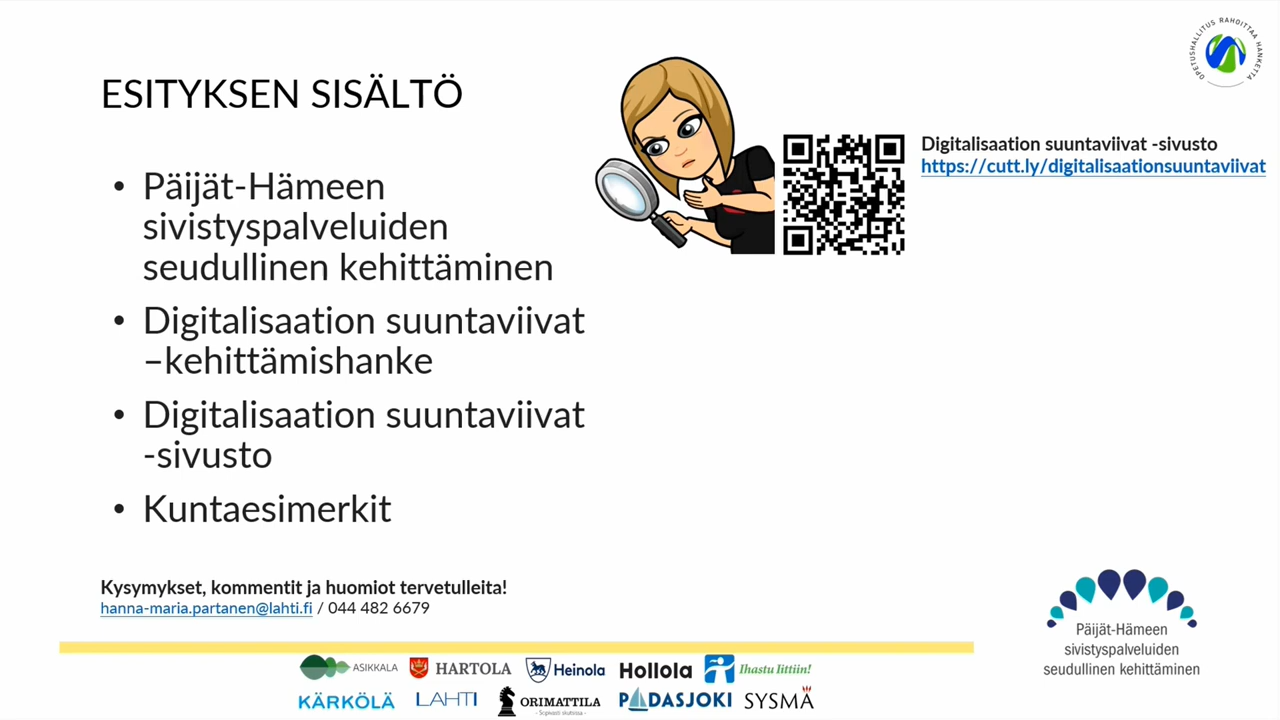 ESITYKSEN SISÄLTÖ
• Päijät-Hämeen
sivistyspalveluiden
seudullinen kehittäminen
• Digitalisaation suuntaviivat
–kehittämishanke
• Digitalisaation suuntaviivat
-sivusto
• Kuntaesimerkit
Kysymykset, kommentit ja huomiot tervetulleita!
hanna-maria.partanen@lahti.fi / 044 482 6679
Digitalisaation suuntaviivat -sivusto
https://cutt.ly/digitalisaationsuuntaviivat
OPETUSHALLITUS RAHOITTAA HANKETTA
Päijät-Hämeen
sivistyspalveluiden
seudullinen kehittäminen
ASIKKALA HARTOLA Heinola Hollola Ihastu Iittiin!
KÄRKÖLÄ LAHTI ORIMATTILA PADASJOKI SYSMÄ